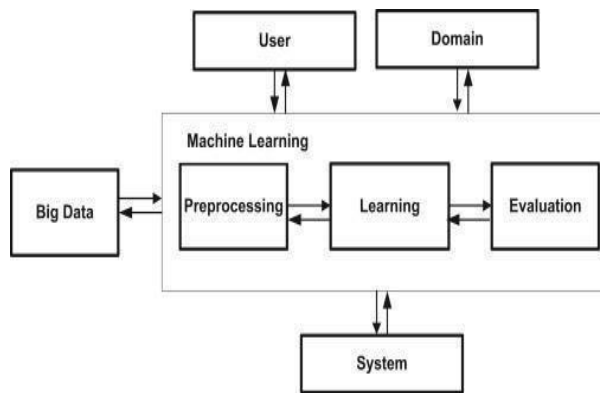 User
Domain
Machine Learning
Big Data
Preprocessing
Learning
Evaluation
System